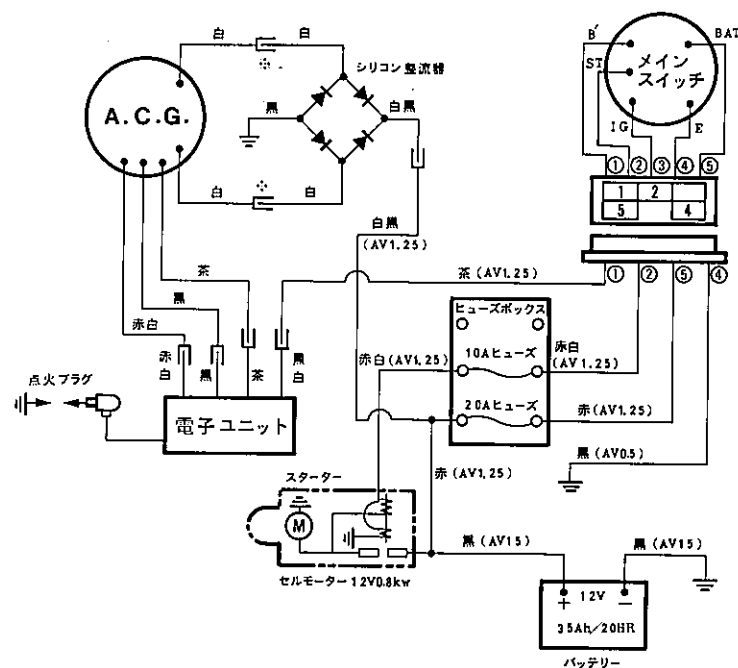 白
白
※
シリコン整流器
A.C.G.
黒
白黒
白
※
白
白黒
(AV1.25)
B'
BAT
ST
メイン
スイッチ
IG
E
① ② ③ ④ ⑤
1 2
5 4
① ② ⑤ ④
茶
茶(AV1.25)
黒
赤白
赤
白
黒
茶
黒
白
点火プラグ
電子ユニット
ヒューズボックス
赤白(AV1.25)
10Aヒューズ
赤白
(AV1.25)
20Aヒューズ
赤(AV1.25)
赤(AV1.25)
黒(AV0.5)
スターター
M
セルモーター12V0.8kw
黒(AV15)
黒(AV15)
+ 12V −
35Ah/20HR
バッテリー